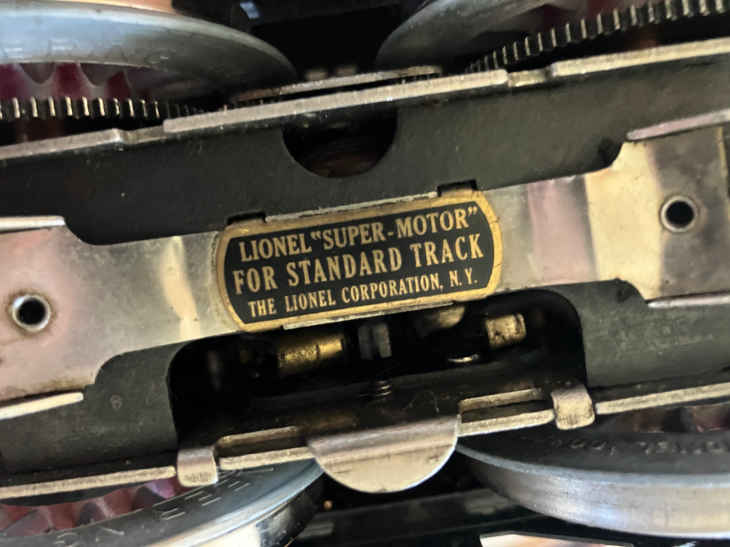 LIONEL "SUPER-MOTOR"
FOR STANDARD TRACK
THE LIONEL CORPORATION, N.Y.